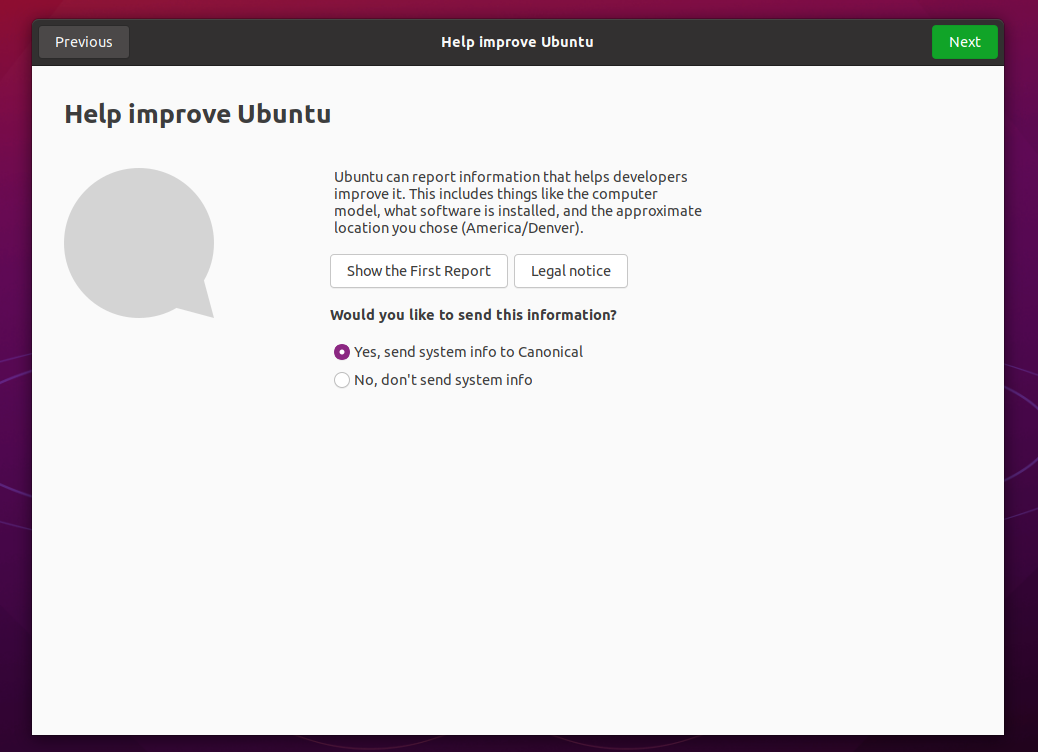 Previous
Help improve Ubuntu
Next
Help improve Ubuntu
Ubuntu can report information that helps developers
improve it. This includes things like the computer
model, what software is installed, and the approximate
location you chose (America/Denver).
Show the First Report
Legal notice
Would you like to send this information?
Yes, send system info to Canonical
No, don't send system info